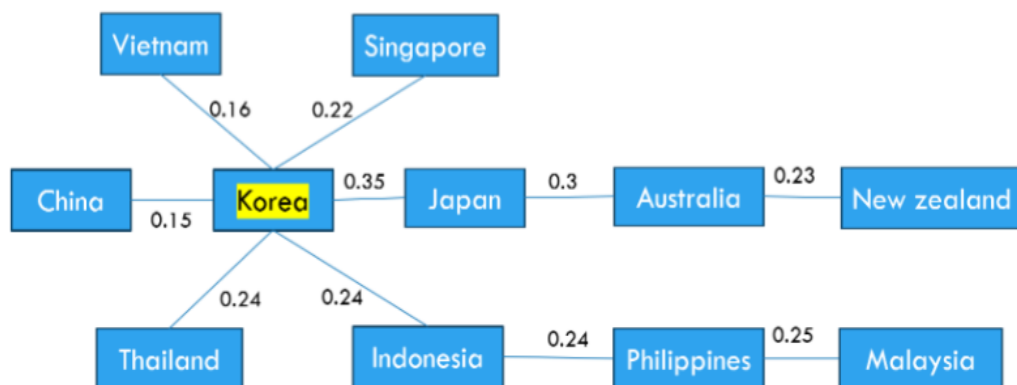 Vietnam
Singapore
0.16
0.22
China
0.15
Korea
0.35
Japan
0.3
Australia
0.23
New zealand
0.24
0.24
Thailand
Indonesia
0.24
Philippines
0.25
Malaysia